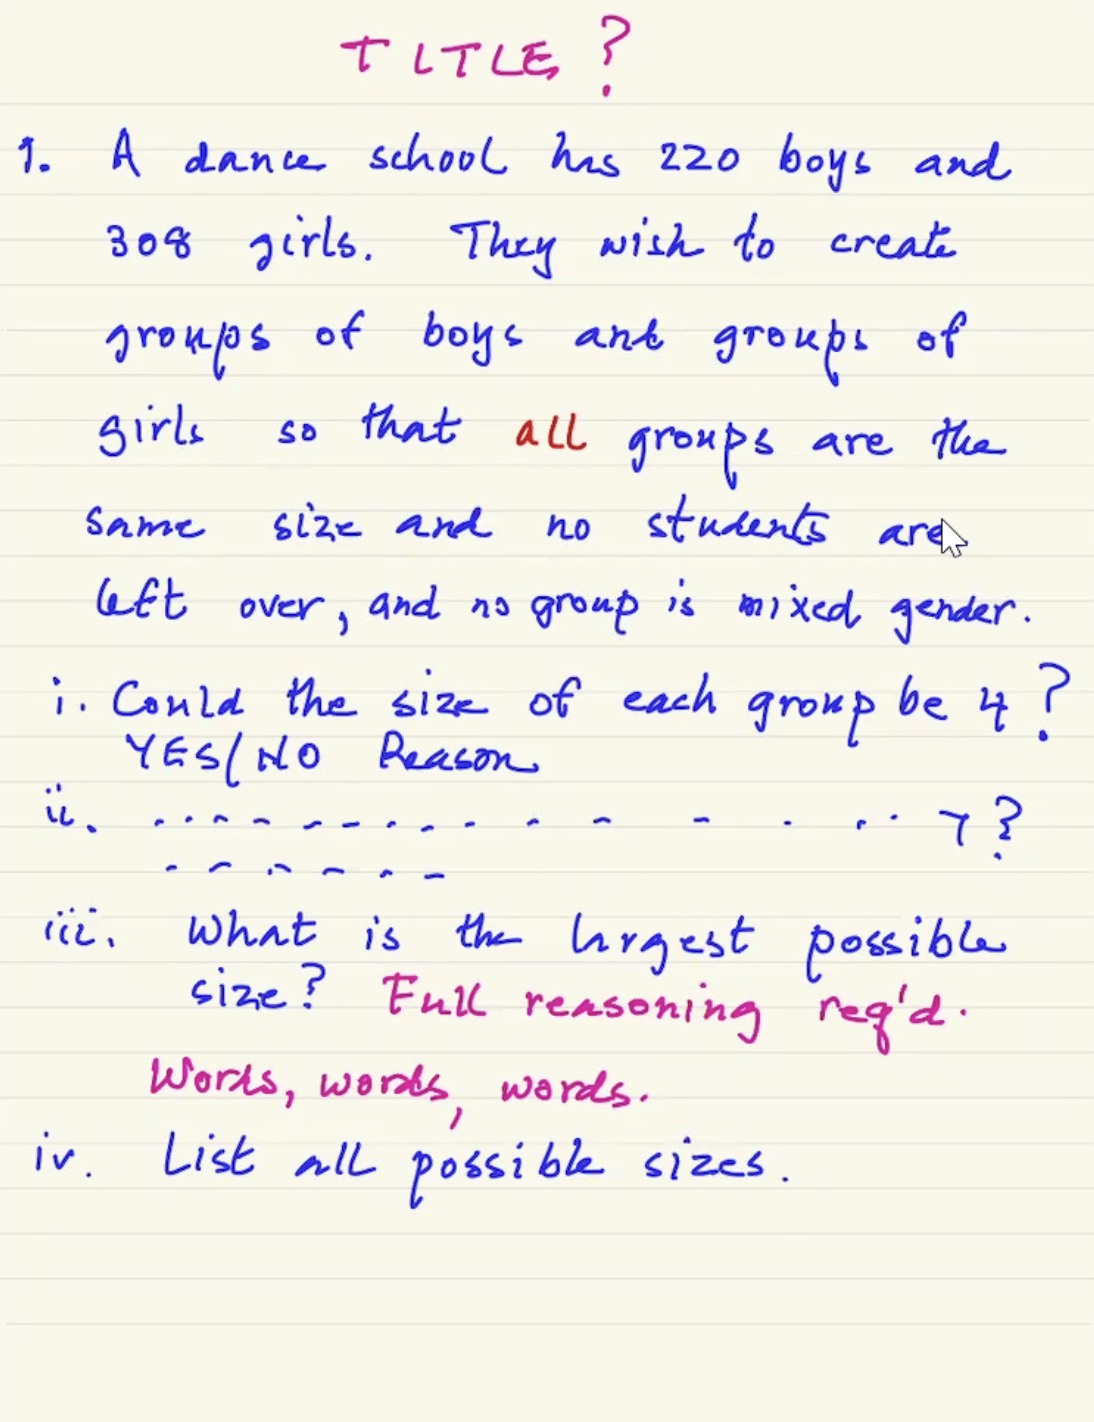 TITLE?
1. A dance school has 220 boys and
308 girls. They wish to create
groups of boys and groups of
girls so that all groups are the
same size and no students are
left over, and no group is mixed gender.
i. Could the size of each group be 4?
YES/NO Reason
ii. - - - - - - - - - - - - - - - 7?
- - - - - -
iii. What is the largest possible
size? Full reasoning req'd.
Words, words, words.
iv. List all possible sizes.